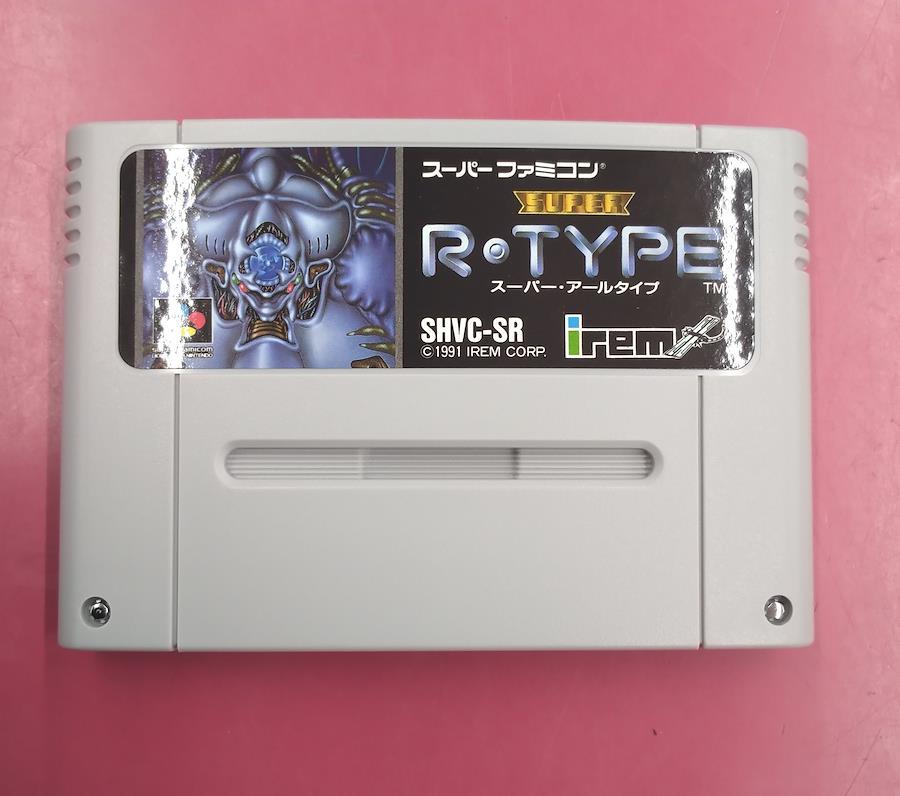 スーパーファミコン®
SUPER
R・TYPE
スーパー・アールタイプ TM
SHVC-SR
©1991 IREM CORP.
irem